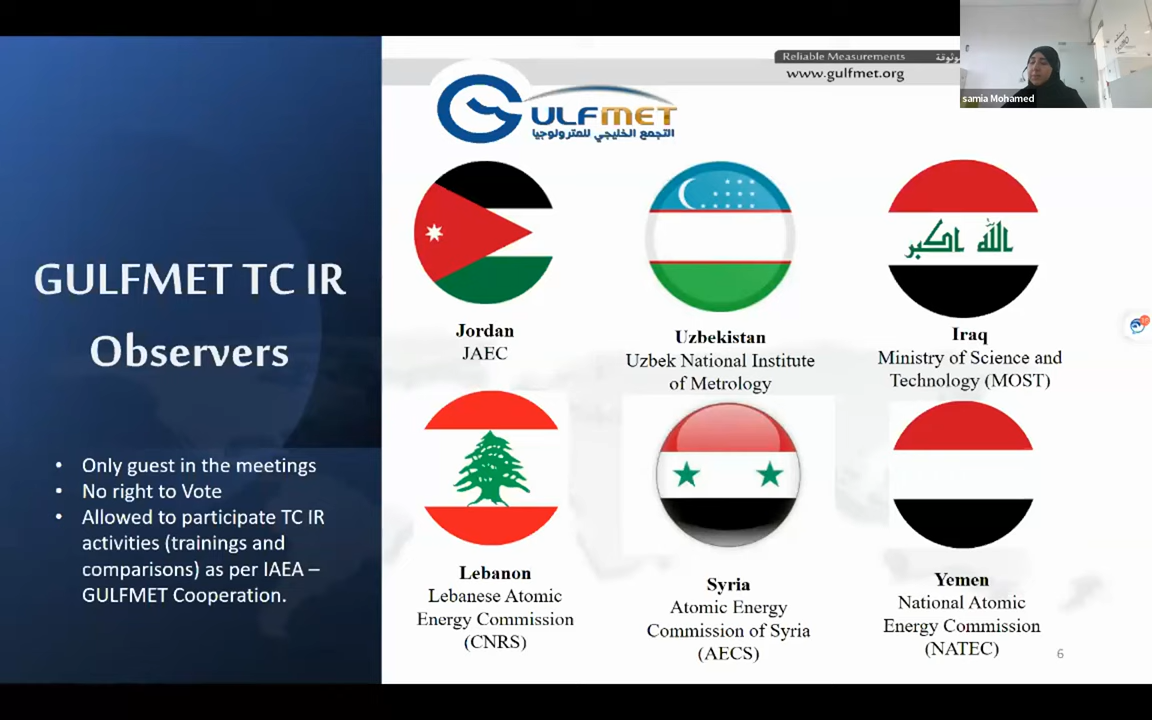 Reliable Measurements
www.gulfmet.org
samia Mohamed
GULFMET
التجمع الخليجي للمترولوجيا
GULFMET TC IR
Observers
• Only guest in the meetings
• No right to Vote
• Allowed to participate TC IR
activities (trainings and
comparisons) as per IAEA –
GULFMET Cooperation.
الله اكبر
Jordan
JAEC
Uzbekistan
Uzbek National Institute
of Metrology
Iraq
Ministry of Science and
Technology (MOST)
Lebanon
Lebanese Atomic
Energy Commission
(CNRS)
Syria
Atomic Energy
Commission of Syria
(AECS)
Yemen
National Atomic
Energy Commission
(NATEC)
6